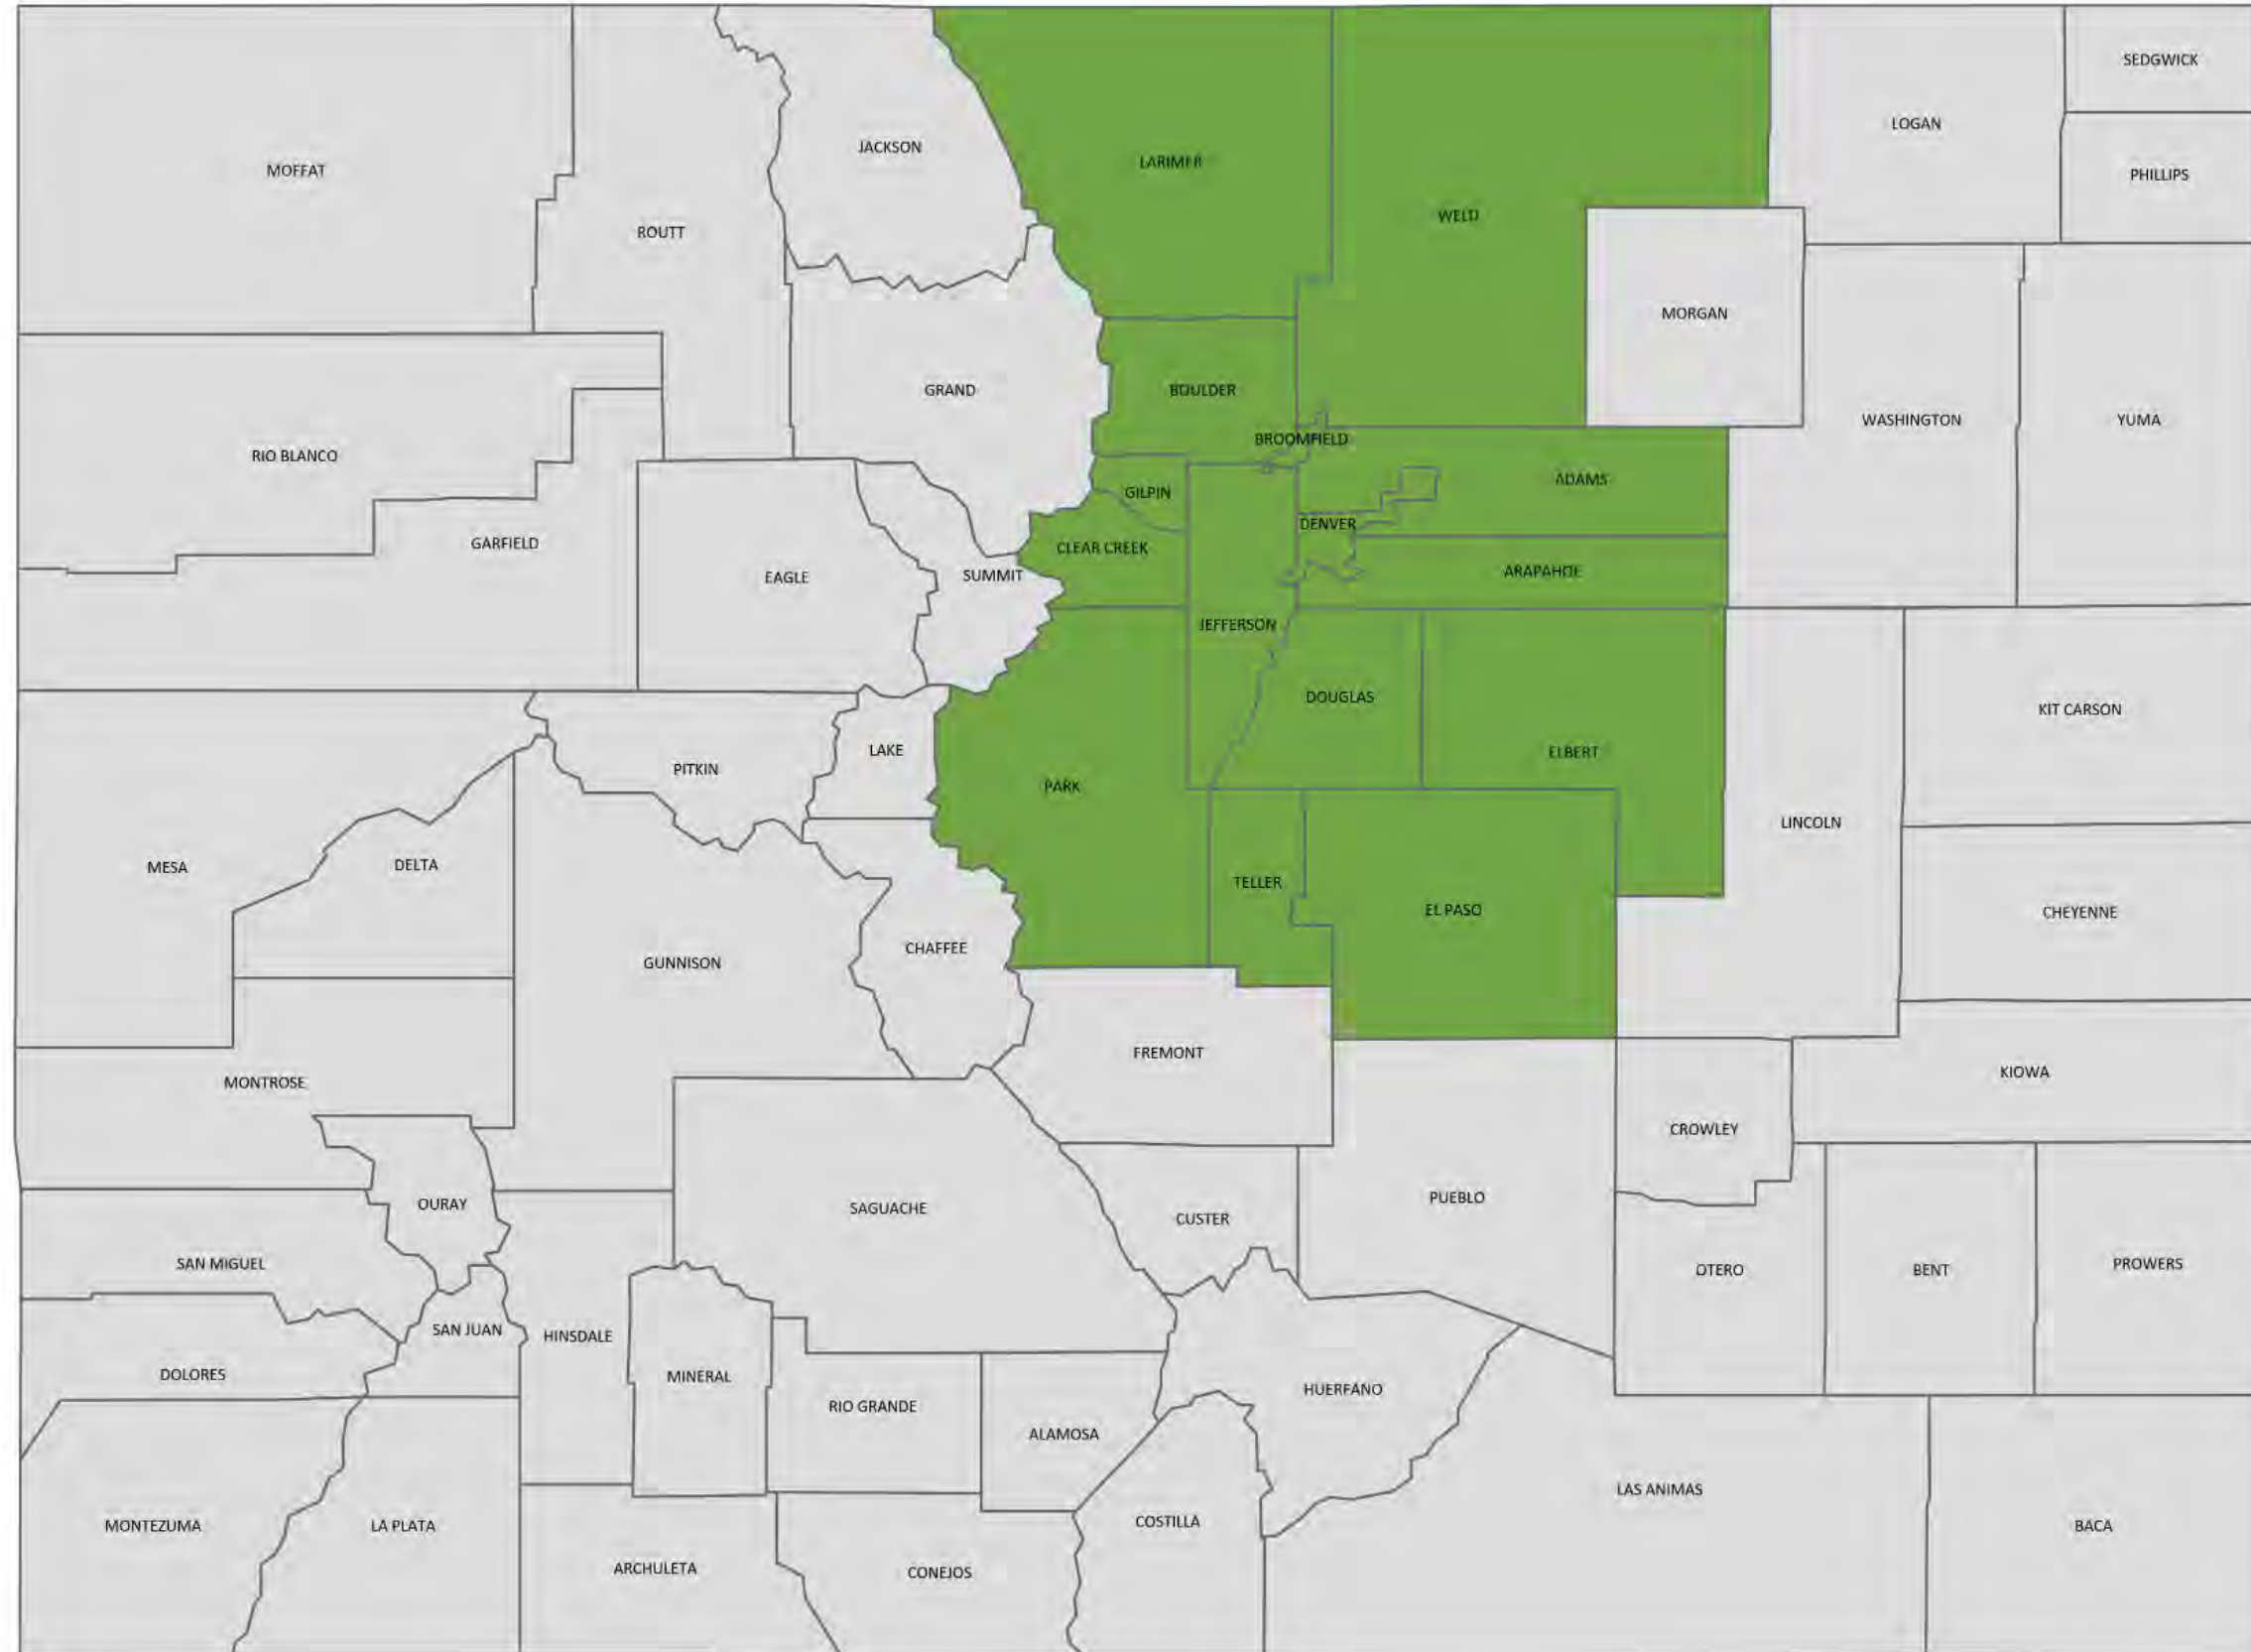 SEDGWICK
LOGAN
JACKSON
LARIMER
MOFFAT
PHILLIPS
WELD
ROUTT
MORGAN
GRAND
BOULDER
WASHINGTON
YUMA
BROOMFIELD
RIO BLANCO
ADAMS
GILPIN
DENVER
GARFIELD
CLEAR CREEK
ARAPAHOE
EAGLE
SUMMIT
JEFFERSON
DOUGLAS
KIT CARSON
LAKE
ELBERT
PITKIN
PARK
LINCOLN
MESA
DELTA
TELLER
EL PASO
CHEYENNE
CHAFFEE
GUNNISON
FREMONT
KIOWA
MONTROSE
CROWLEY
PUEBLO
OURAY
SAGUACHE
CUSTER
SAN MIGUEL
OTERO
BENT
PROWERS
SAN JUAN
HINSDALE
DOLORES
MINERAL
HUERFANO
RIO GRANDE
ALAMOSA
LAS ANIMAS
COSTILLA
MONTEZUMA
LA PLATA
BACA
ARCHULETA
CONEJOS